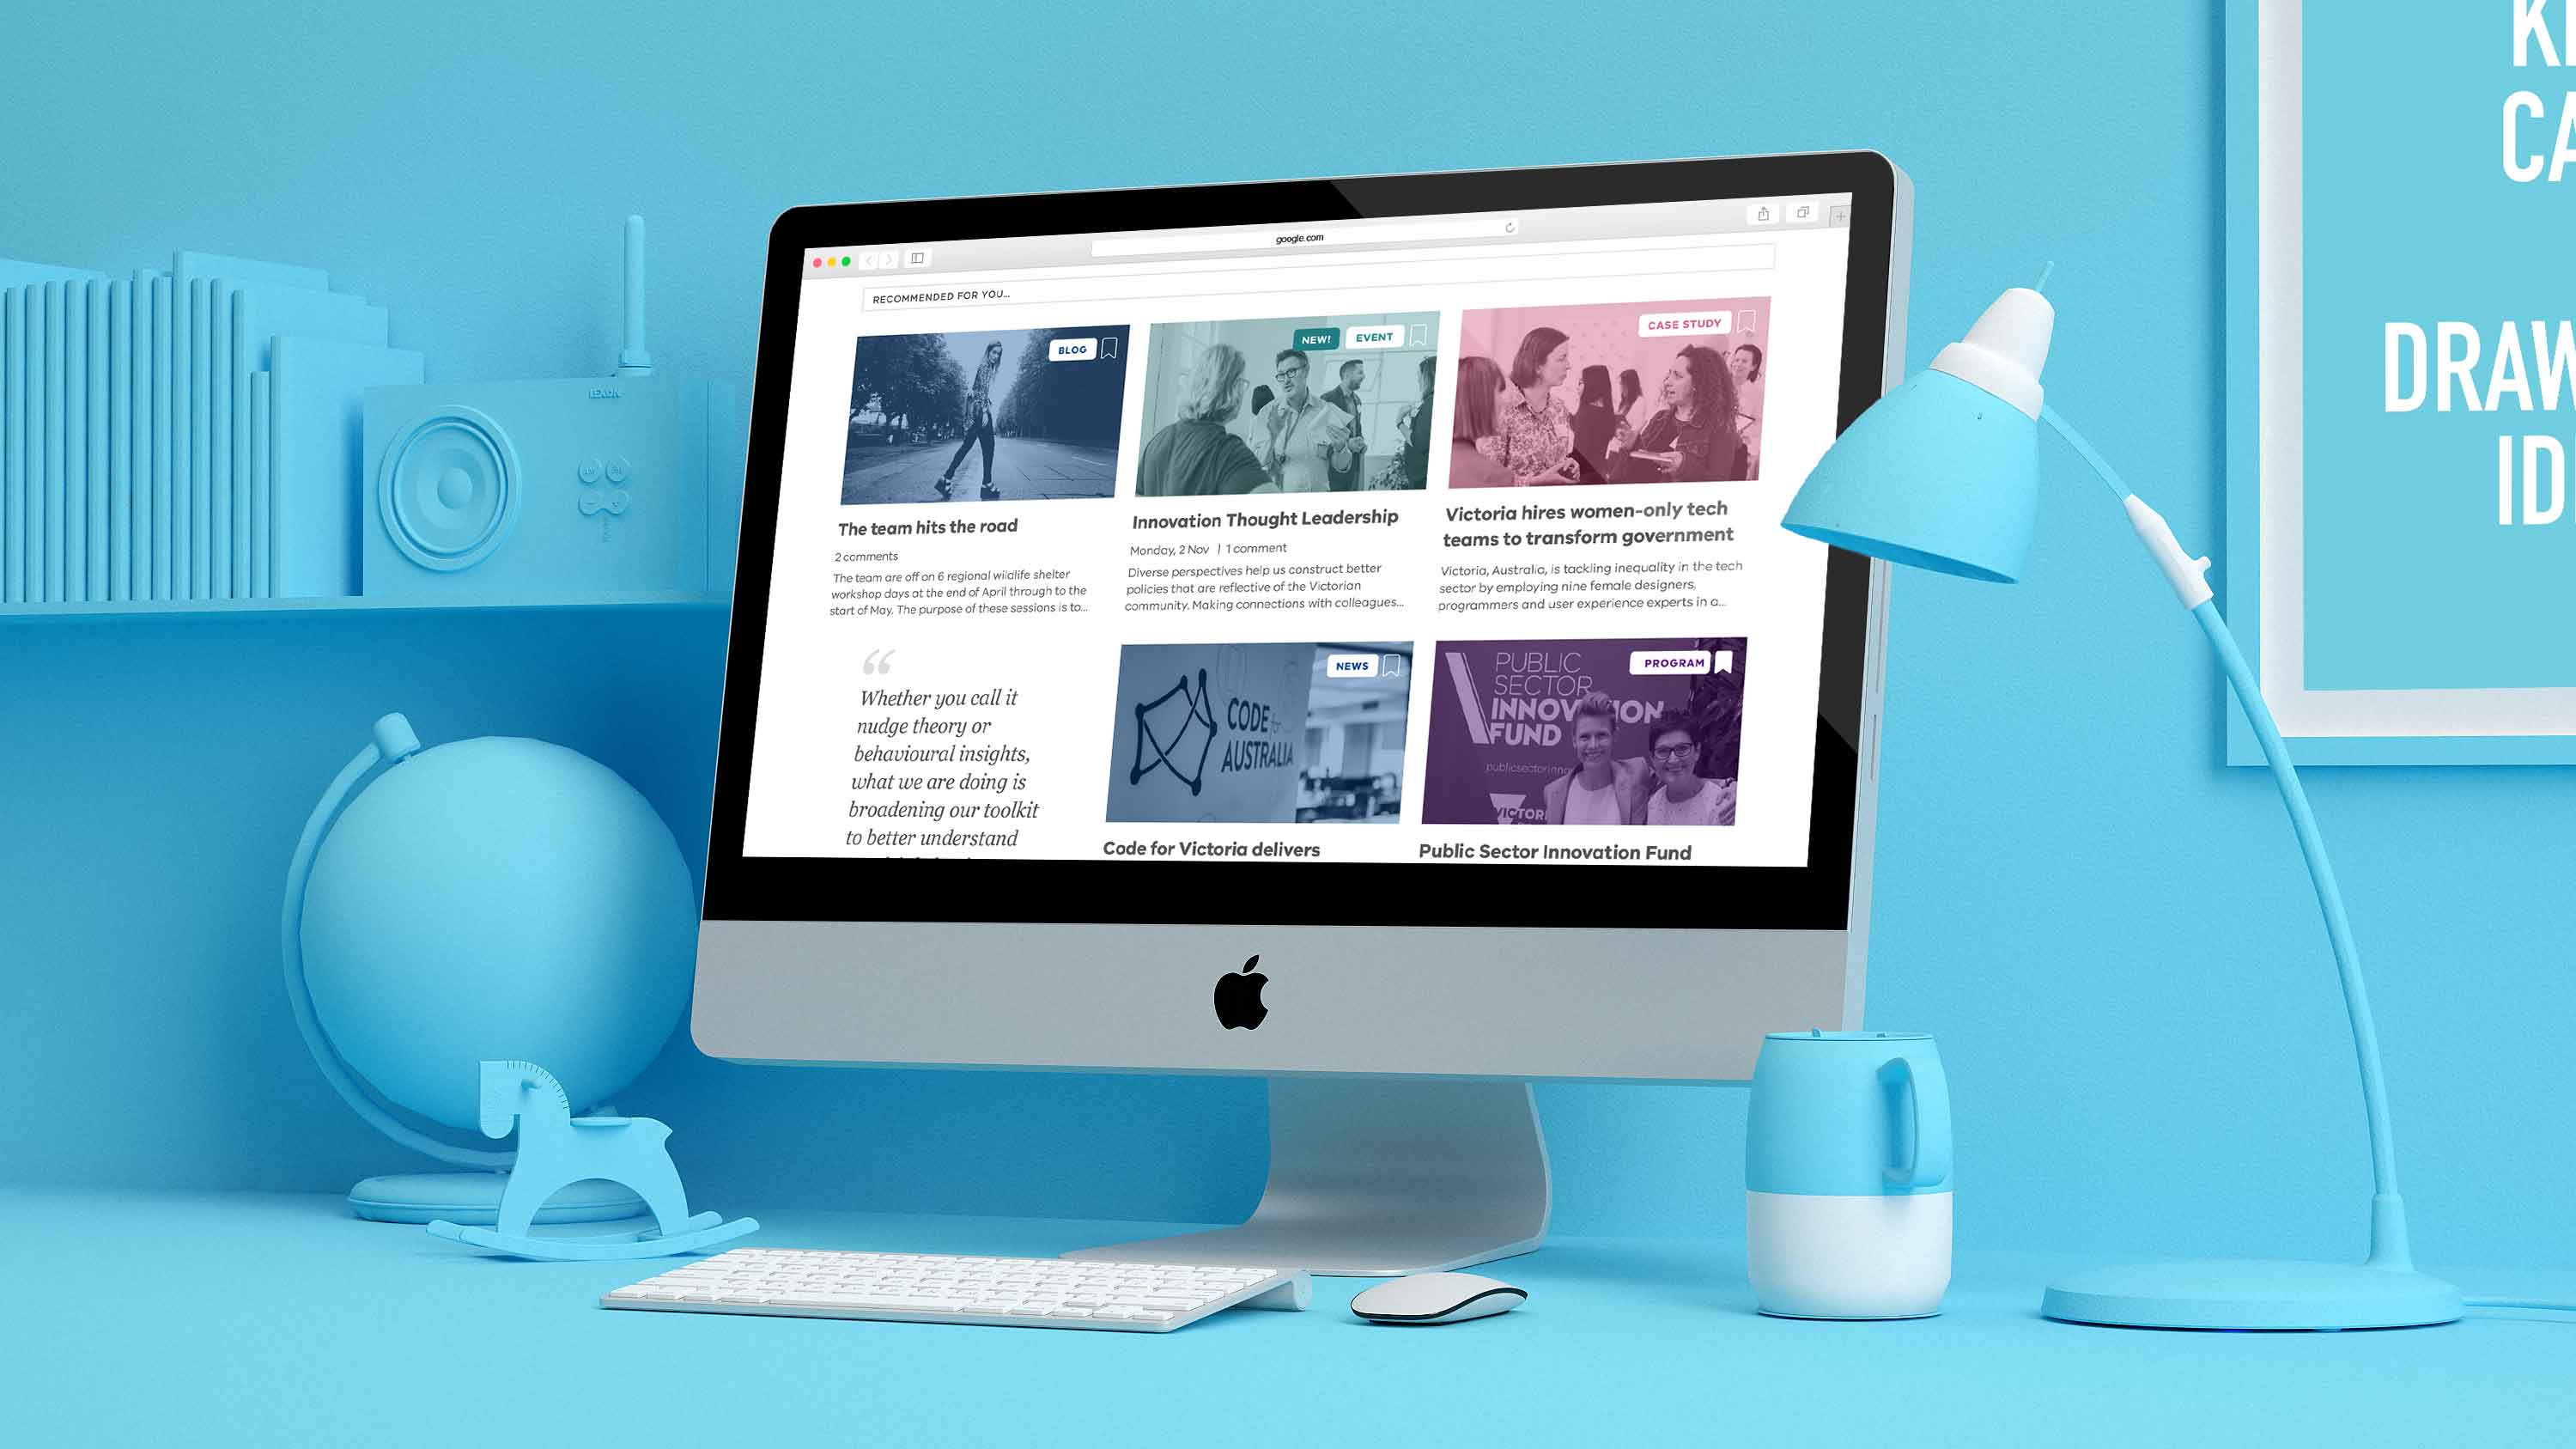 google.com
RECOMMENDED FOR YOU...
BLOG
The team hits the road
2 comments
The team are off on 6 regional wildlife shelter
workshop days at the end of April through to the
start of May. The purpose of these sessions is to...
NEW!
EVENT
Innovation Thought Leadership
Monday, 2 Nov | 1 comment
Diverse perspectives help us construct better
policies that are reflective of the Victorian
community. Making connections with colleagues...
CASE STUDY
Victoria hires women-only tech
teams to transform government
Victoria, Australia, is tackling inequality in the tech
sector by employing nine female designers,
programmers and user experience experts in a...
“
Whether you call it
nudge theory or
behavioural insights,
what we are doing is
broadening our toolkit
to better understand
NEWS
CODE for
AUSTRALIA
Code for Victoria delivers
PROGRAM
PUBLIC
SECTOR
INNOV ION
FUND
publicsectorinno
VICTOR
Public Sector Innovation Fund
LEXON
K
CA
DRAW
ID